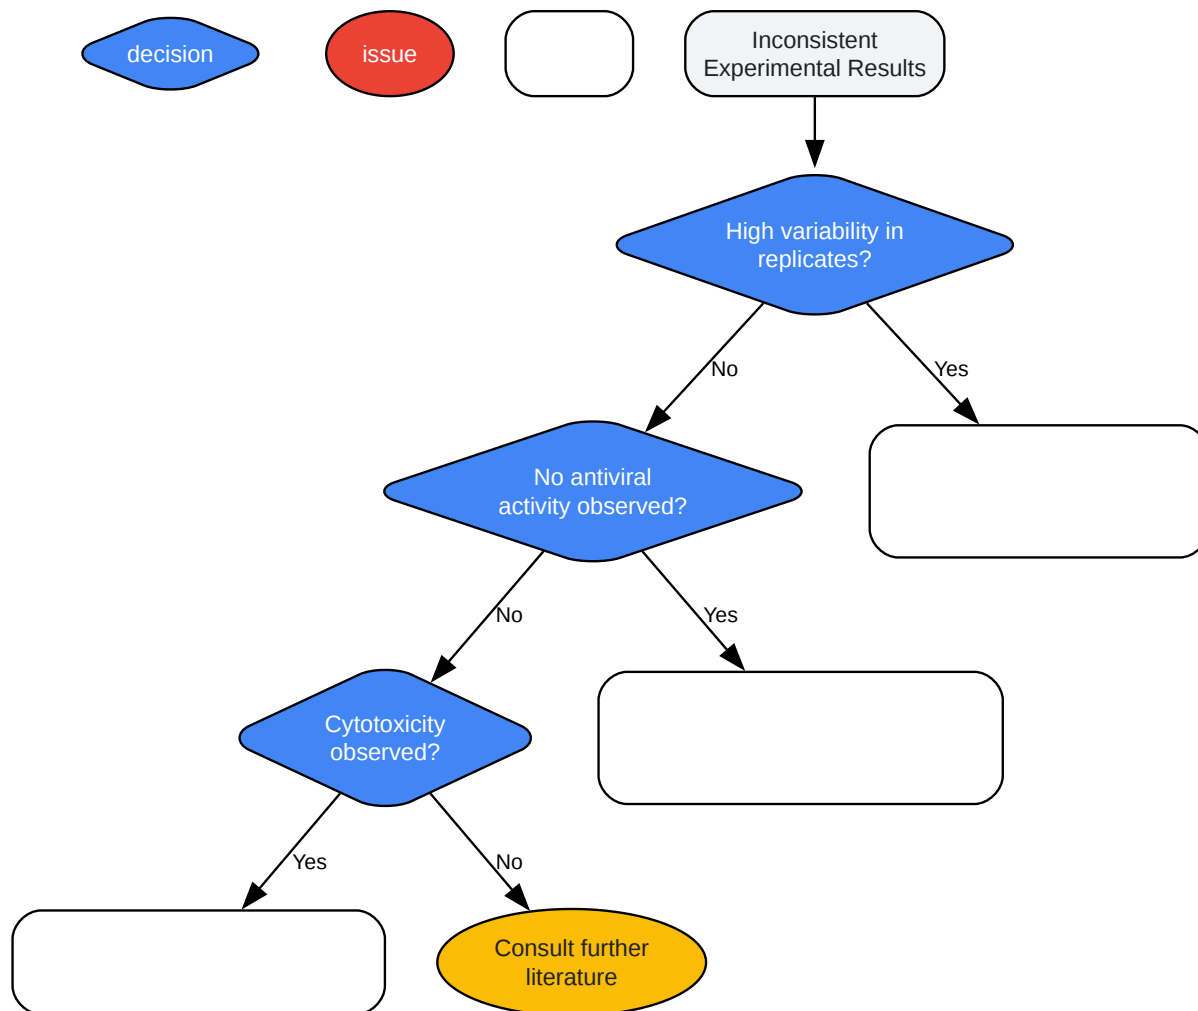 decision
issue
Inconsistent
Experimental Results
High variability in
replicates?
No
Yes
No antiviral
activity observed?
No
Yes
Cytotoxicity
observed?
Yes
No
Consult further
literature